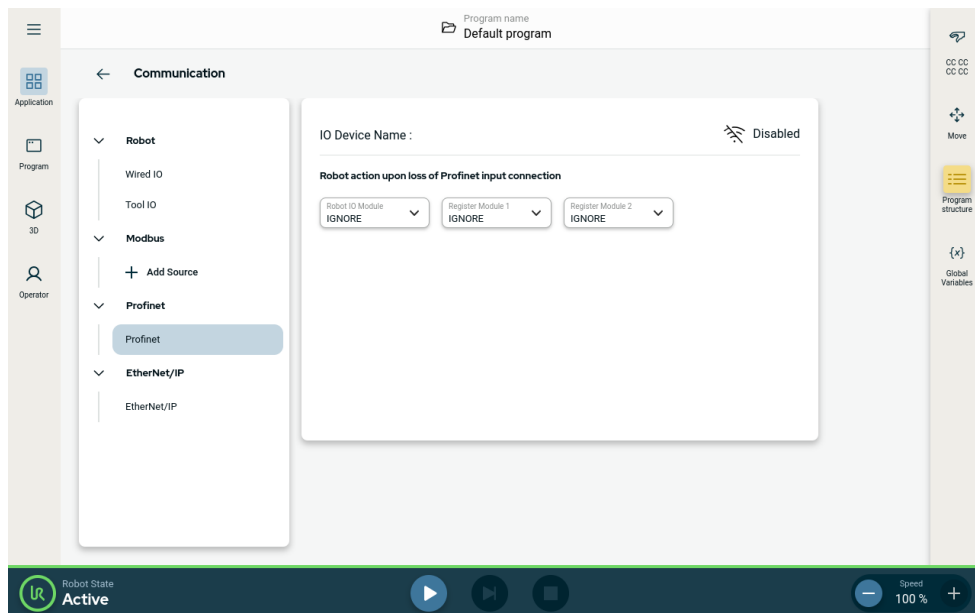 Program name
Default program
Communication
Application
Program
3D
Operator
Robot
Wired IO
Tool IO
Modbus
Add Source
Profinet
Profinet
EtherNet/IP
EtherNet/IP
IO Device Name :
Disabled
Robot action upon loss of Profinet input connection
Robot IO Module
IGNORE
Register Module 1
IGNORE
Register Module 2
IGNORE
CC CC
CC CC
Move
Program
structure
{x}
Global
Variables
Robot State
Active
Speed
100 %